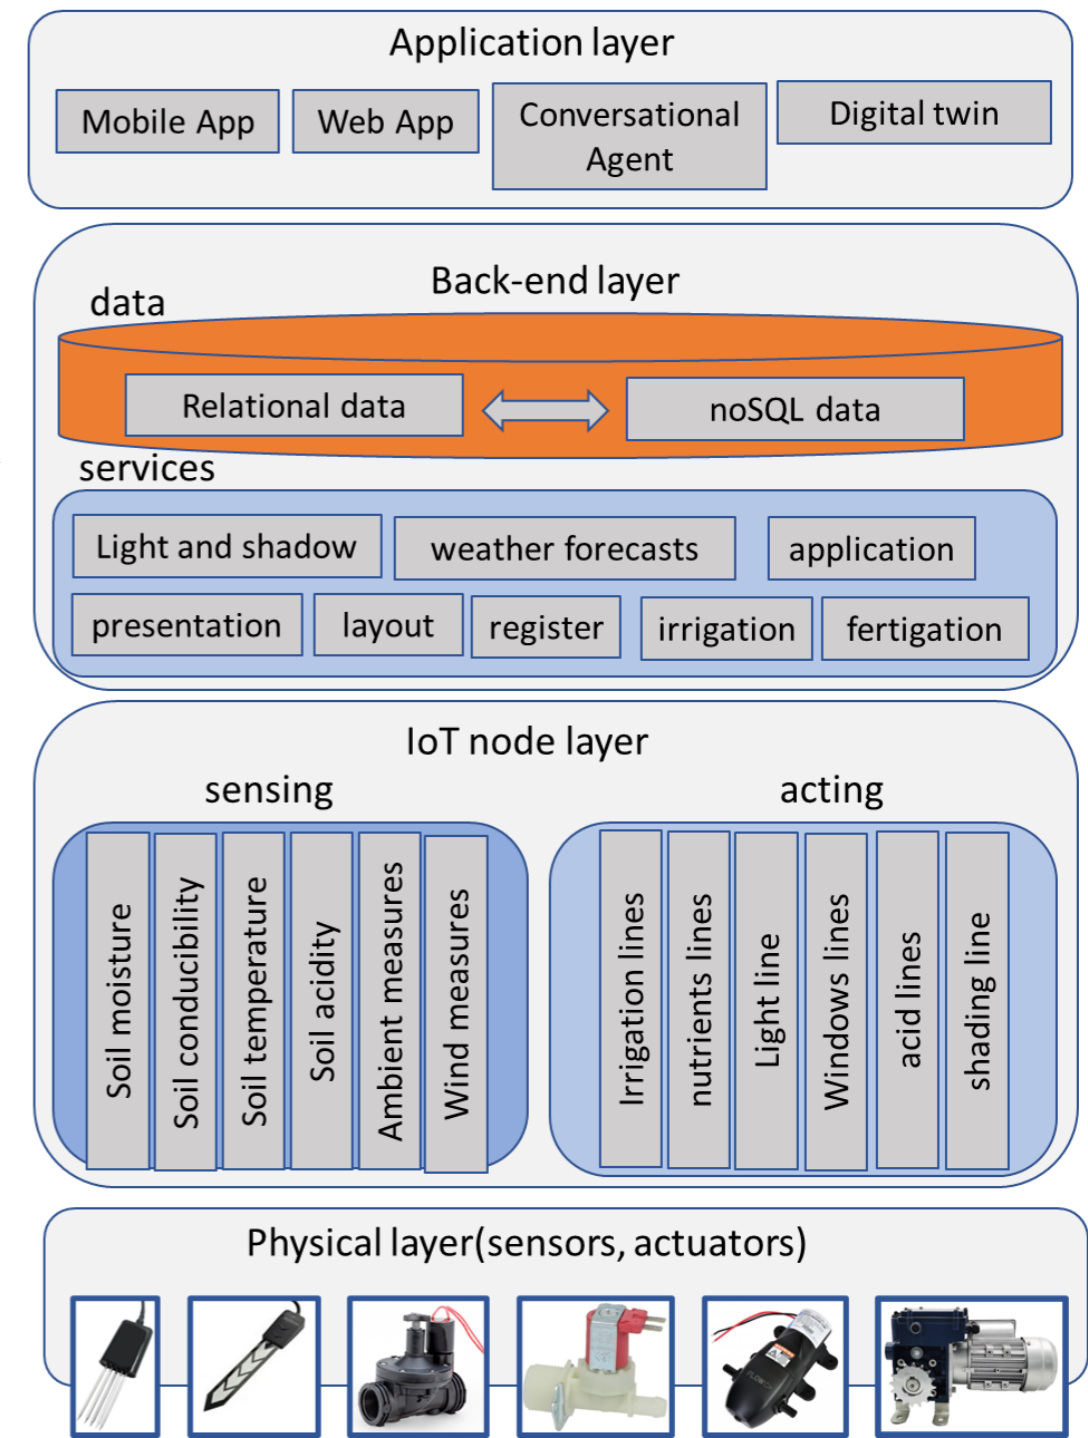 Application layer
Mobile App
Web App
Conversational
Agent
Digital twin
Back-end layer
data
Relational data
noSQL data
services
Light and shadow
weather forecasts
application
presentation
layout
register
irrigation
fertigation
IoT node layer
sensing
acting
Soil moisture
Soil conducibility
Soil temperature
Soil acidity
Ambient measures
Wind measures
Irrigation lines
nutrients lines
Light line
Windows lines
acid lines
shading line
Physical layer(sensors, actuators)